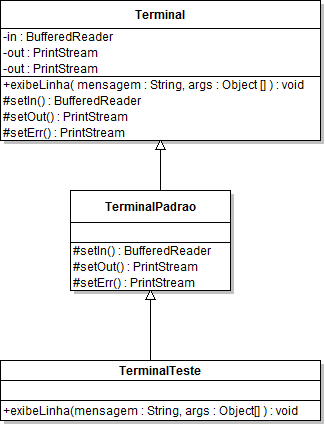 Terminal
-in : BufferedReader
-out : PrintStream
-out : PrintStream
+exibeLinha( mensagem : String, args : Object [] ) : void
#setIn() : BufferedReader
#setOut() : PrintStream
#setErr() : PrintStream
TerminalPadrao
#setIn() : BufferedReader
#setOut() : PrintStream
#setErr() : PrintStream
TerminalTeste
+exibeLinha(mensagem : String, args : Object[] ) : void